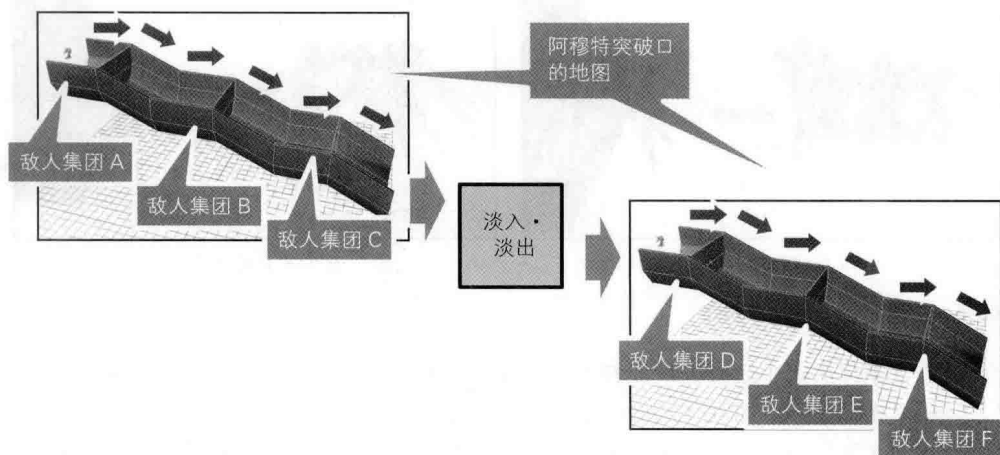 阿穆特突破口
的地图
敌人集团 A
敌人集团 B
敌人集团 C
淡入・
淡出
敌人集团 D
敌人集团 E
敌人集团 F